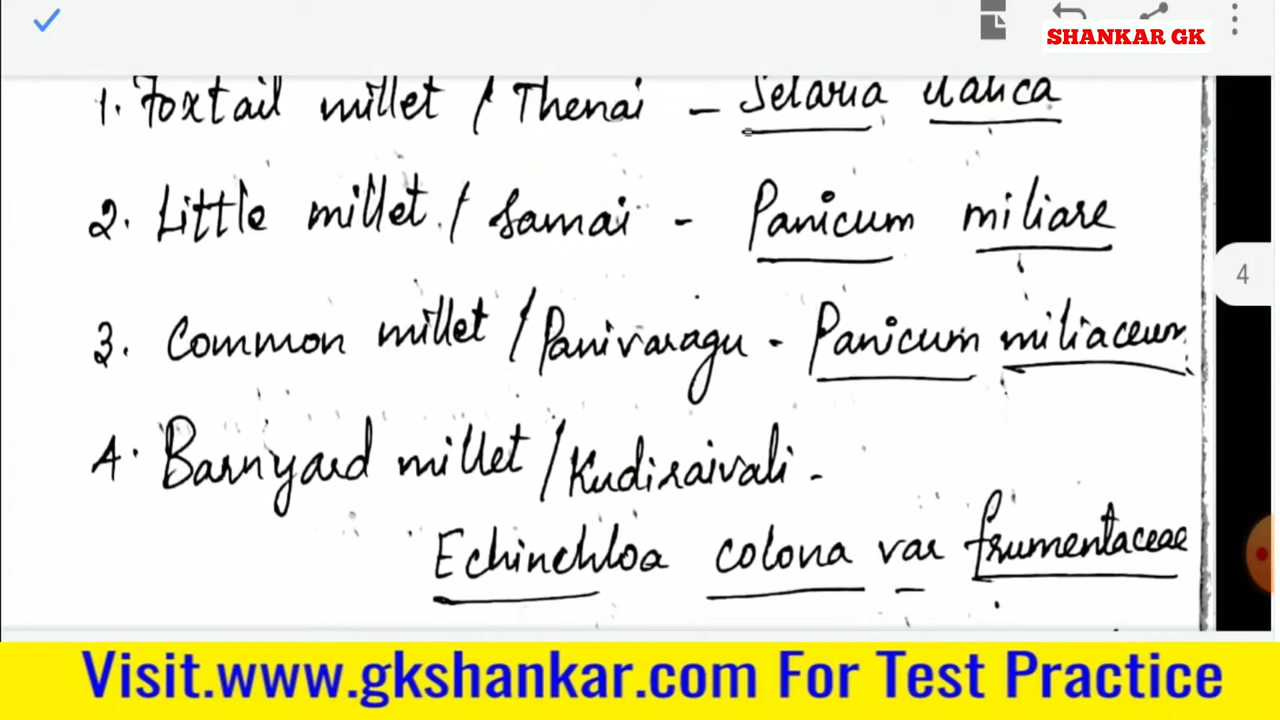 SHANKAR GK
1. Foxtail millet / Thenai - Setaria italica
2. Little millet / Samai - Panicum miliare
4
3. Common millet / Panivaragu - Panicum miliaceum
4. Barnyard millet / Kudiraivali -
Echinchloa colona var frumentaceae
Visit.www.gkshankar.com For Test Practice